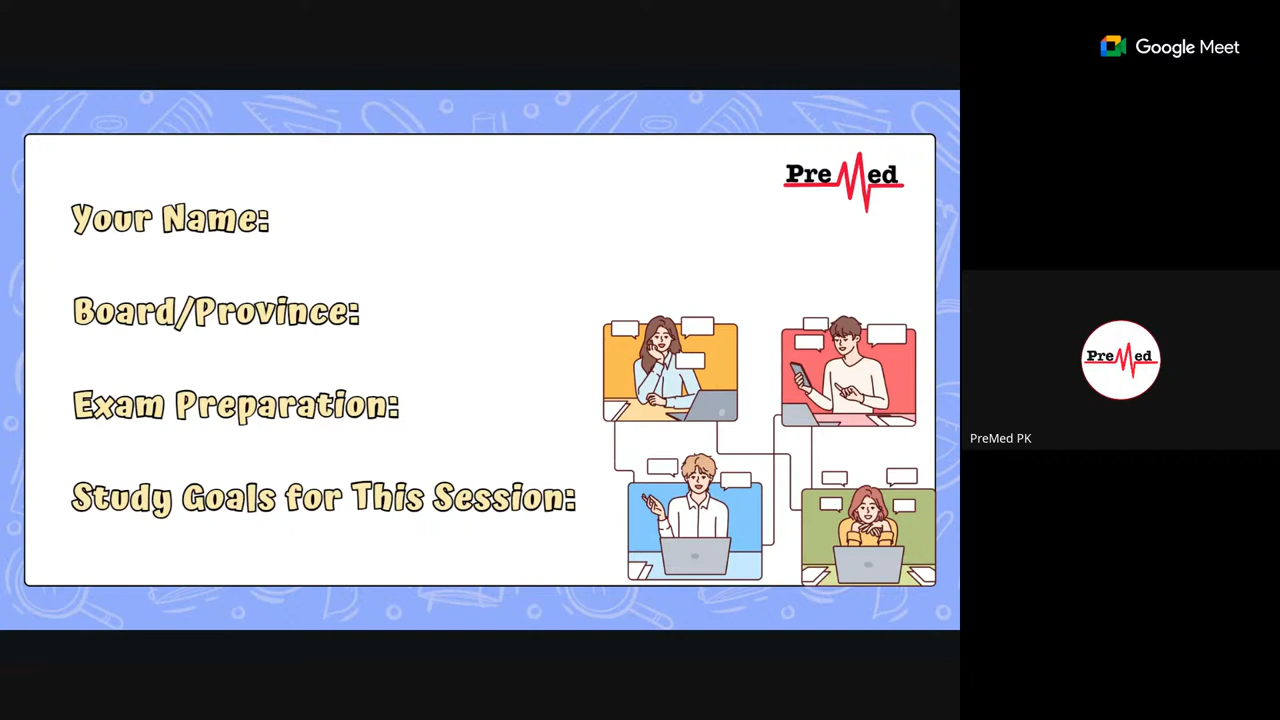 Google Meet
PreMed
Your Name:
Board/Province:
Exam Preparation:
Study Goals for This Session:
PreMed
PreMed PK